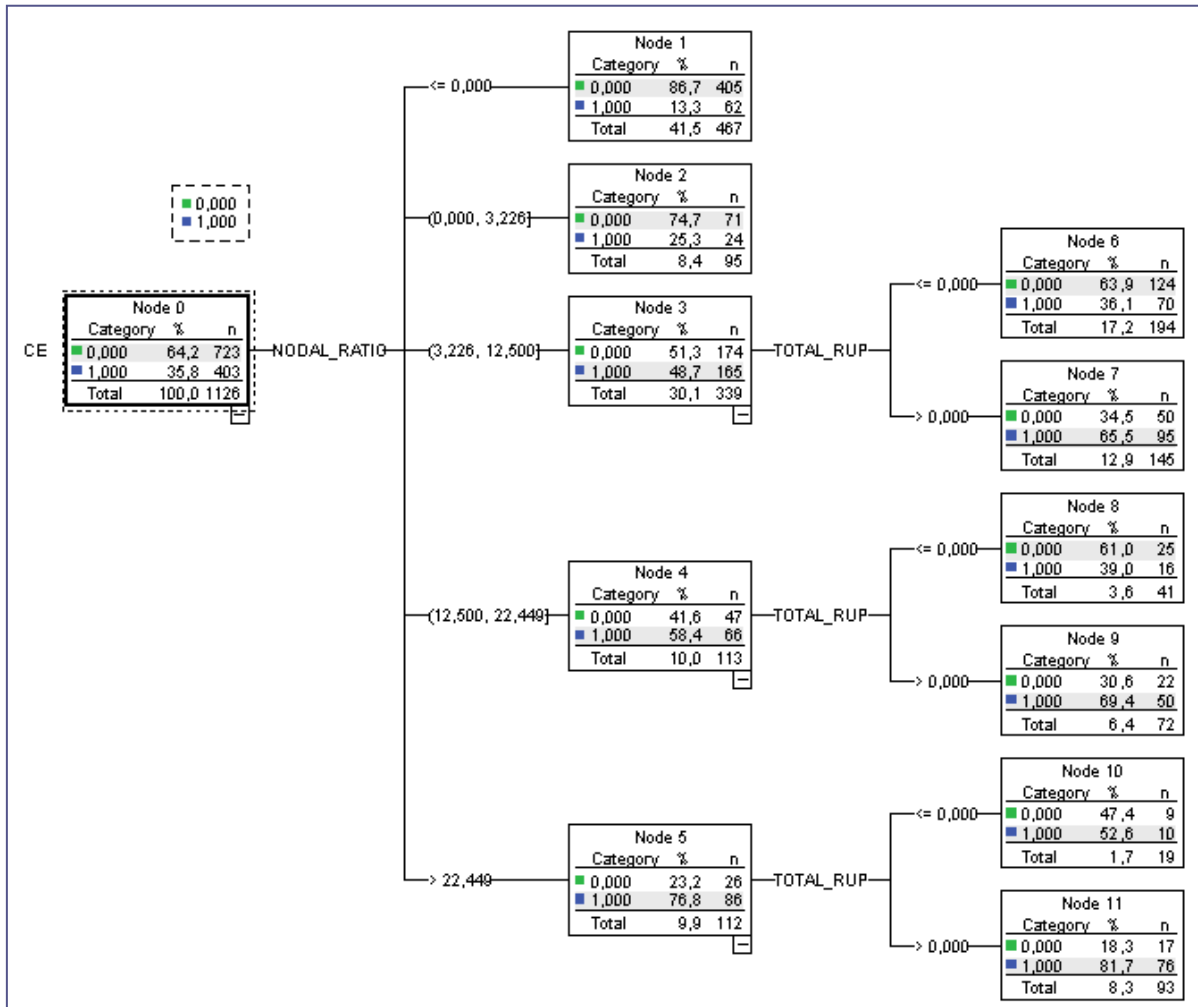 0,000
1,000
CE
Node 0
Category % n
0,000 64,2 723
1,000 35,8 403
Total 100,0 1126
NODAL_RATIO
<= 0,000
Node 1
Category % n
0,000 86,7 405
1,000 13,3 62
Total 41,5 467
(0,000, 3,226]
Node 2
Category % n
0,000 74,7 71
1,000 25,3 24
Total 8,4 95
(3,226, 12,500]
Node 3
Category % n
0,000 51,3 174
1,000 48,7 165
Total 30,1 339
TOTAL_RUP
<= 0,000
Node 6
Category % n
0,000 63,9 124
1,000 36,1 70
Total 17,2 194
> 0,000
Node 7
Category % n
0,000 34,5 50
1,000 65,5 95
Total 12,9 145
(12,500, 22,449]
Node 4
Category % n
0,000 41,6 47
1,000 58,4 66
Total 10,0 113
TOTAL_RUP
<= 0,000
Node 8
Category % n
0,000 61,0 25
1,000 39,0 16
Total 3,6 41
> 0,000
Node 9
Category % n
0,000 30,6 22
1,000 69,4 50
Total 6,4 72
> 22,449
Node 5
Category % n
0,000 23,2 26
1,000 76,8 86
Total 9,9 112
TOTAL_RUP
<= 0,000
Node 10
Category % n
0,000 47,4 9
1,000 52,6 10
Total 1,7 19
> 0,000
Node 11
Category % n
0,000 18,3 17
1,000 81,7 76
Total 8,3 93